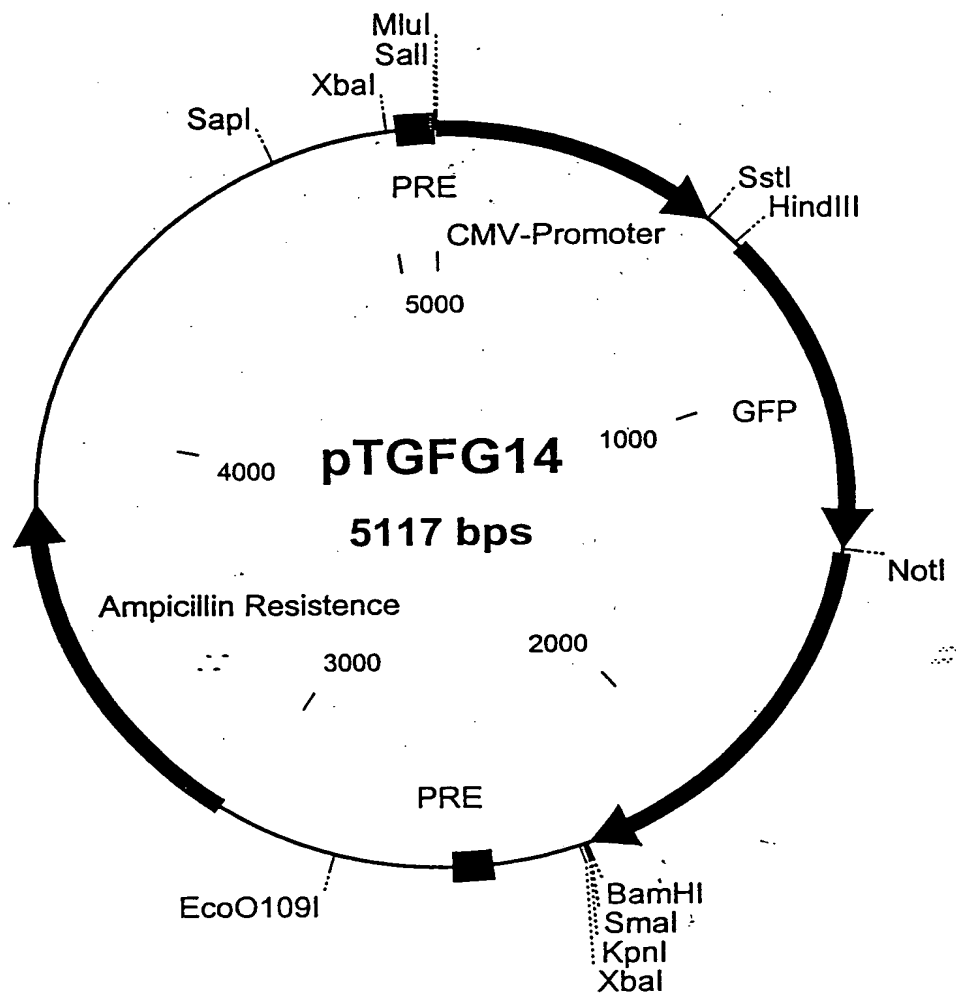 MluI
SalI
XbaI
SapI
PRE
SstI
HindIII
CMV-Promoter
5000
GFP
1000
pTGFG14
4000
5117 bps
NotI
Ampicillin Resistence
2000
3000
PRE
EcoO109I
BamHI
SmaI
KpnI
XbaI